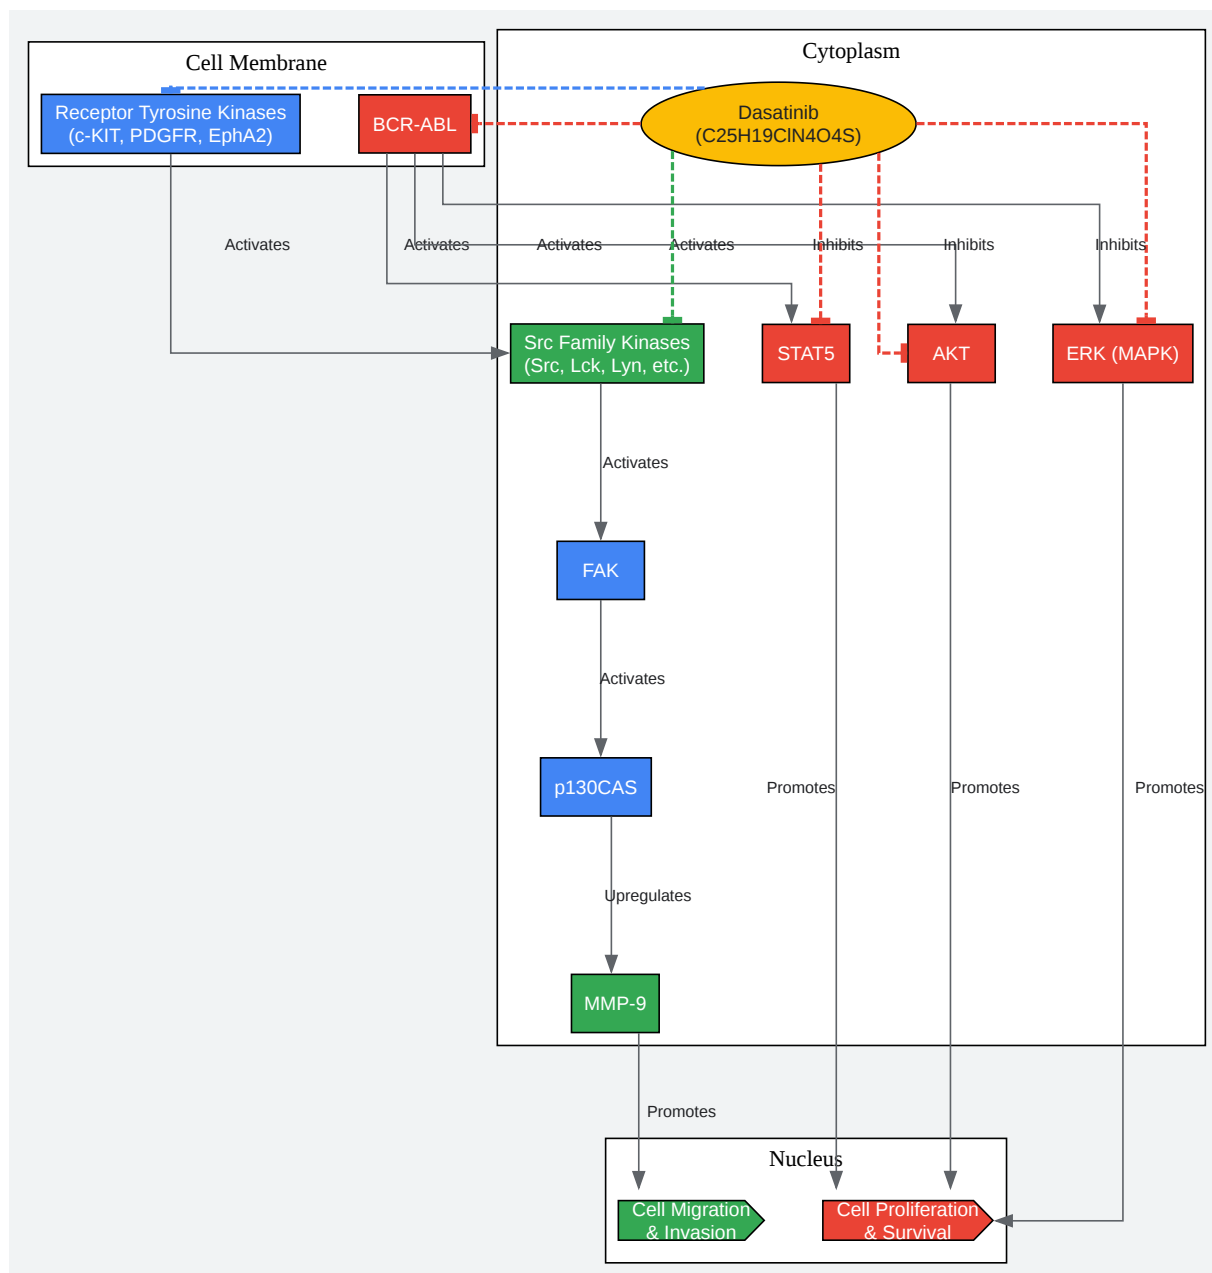 Cell Membrane
Cytoplasm
Receptor Tyrosine Kinases
(c-KIT, PDGFR, EphA2)
BCR-ABL
Dasatinib
(C25H19ClN4O4S)
Activates
Activates
Activates
Activates
Inhibits
Inhibits
Inhibits
Src Family Kinases
(Src, Lck, Lyn, etc.)
STAT5
AKT
ERK (MAPK)
Activates
FAK
Activates
p130CAS
Promotes
Promotes
Promotes
Upregulates
MMP-9
Promotes
Nucleus
Cell Migration
& Invasion
Cell Proliferation
& Survival